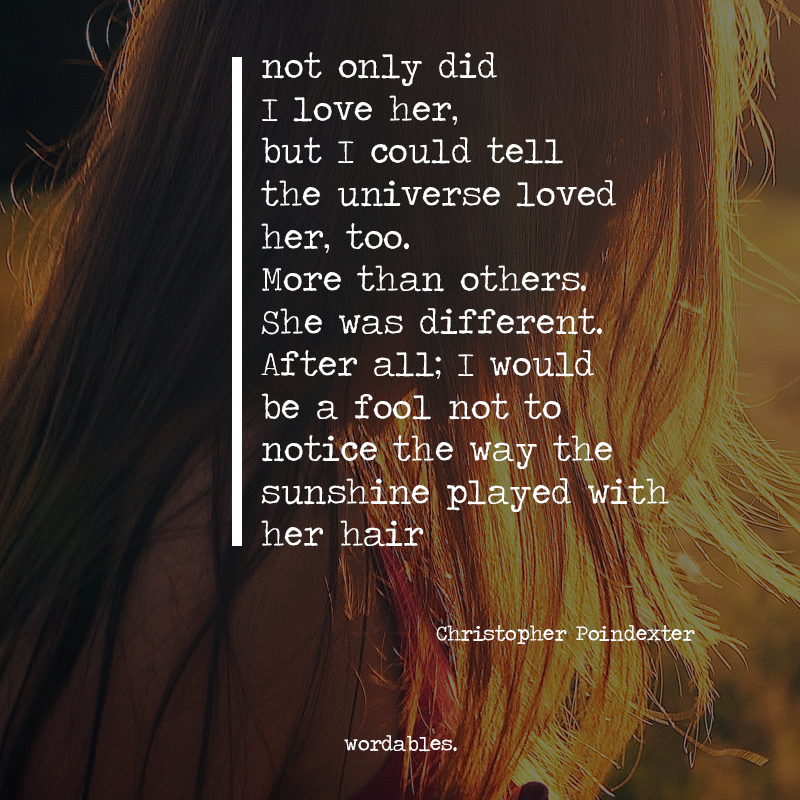 not only did
I love her,
but I could tell
the universe loved
her, too.
More than others.
She was different.
After all; I would
be a fool not to
notice the way the
sunshine played with
her hair
Christopher Poindexter
wordables.